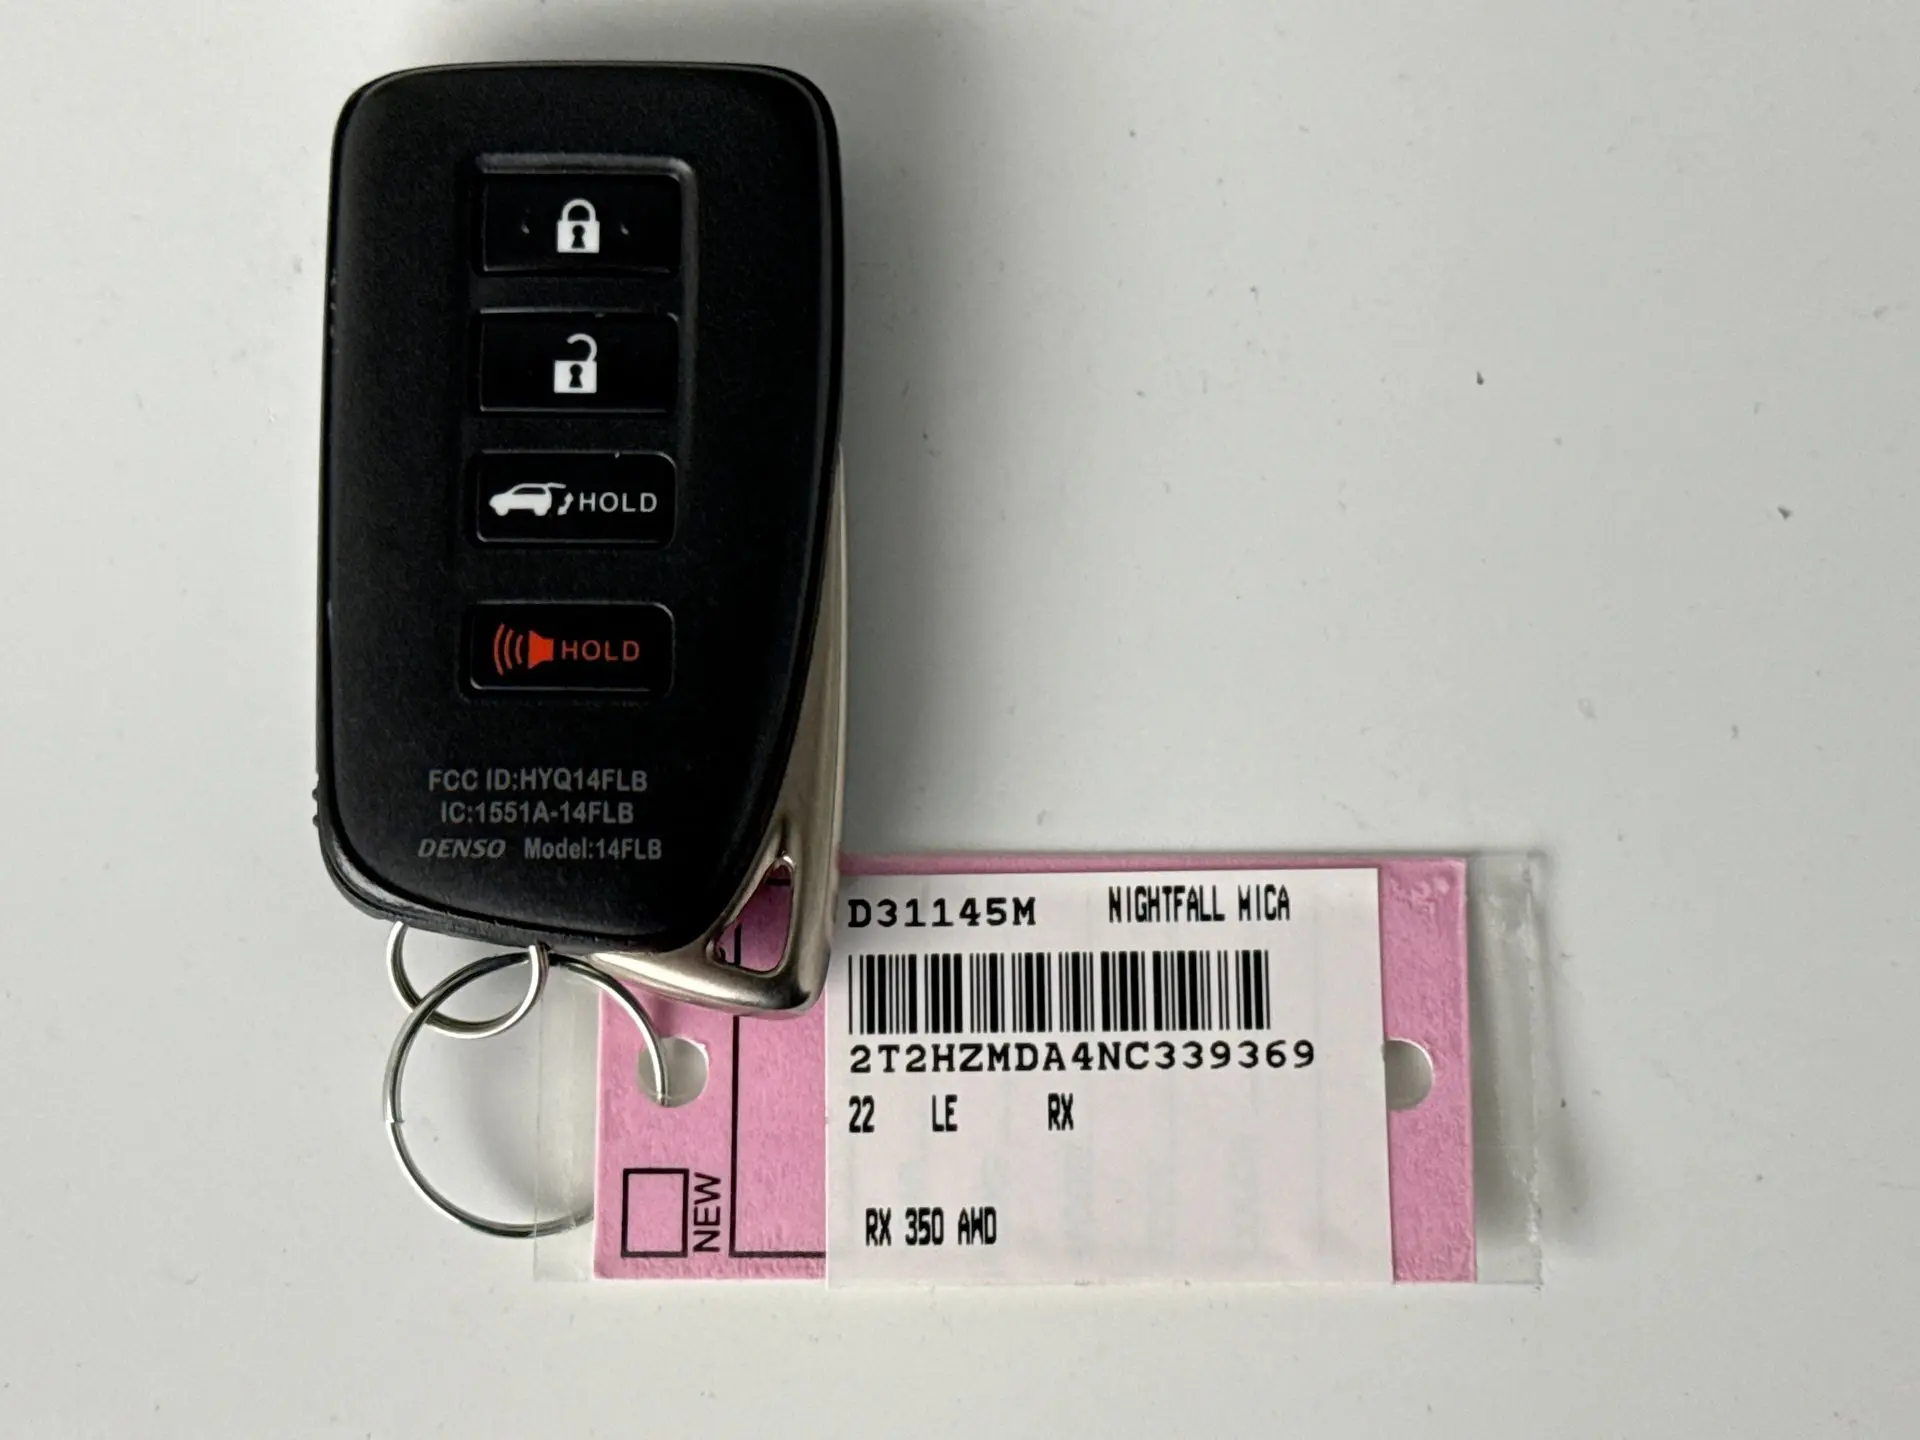 HOLD
HOLD
FCC ID:HYQ14FLB
IC:1551A-14FLB
DENSO Model:14FLB
D31145M NIGHTFALL MICA
2T2HZMDA4NC339369
22 LE RX
RX 350 AWD
NEW